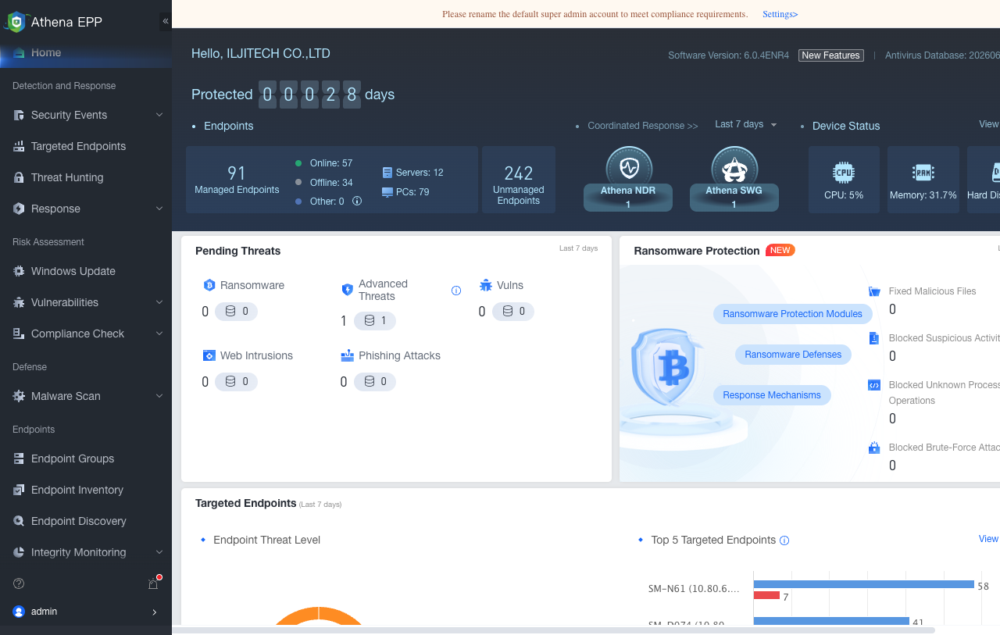 Please rename the default super admin account to meet compliance requirements. Settings>
Athena EPP
«
Home
Detection and Response
Security Events
Targeted Endpoints
Threat Hunting
Response
Risk Assessment
Windows Update
Vulnerabilities
Compliance Check
Defense
Malware Scan
Endpoints
Endpoint Groups
Endpoint Inventory
Endpoint Discovery
Integrity Monitoring
admin
Hello, ILJITECH CO.,LTD
Software Version: 6.0.4ENR4 New Features | Antivirus Database: 202606
Protected 0 0 0 2 8 days
Endpoints
91
Managed Endpoints
Online: 57
Offline: 34
Other: 0
Servers: 12
PCs: 79
242
Unmanaged
Endpoints
Coordinated Response >> Last 7 days
Athena NDR
1
Athena SWG
1
Device Status View
CPU
CPU: 5%
RAM
Memory: 31.7%
Hard Dis
Pending Threats Last 7 days
Ransomware
0 0
Advanced
Threats
1 1
Vulns
0 0
Web Intrusions
0 0
Phishing Attacks
0 0
Ransomware Protection NEW
Ransomware Protection Modules
Ransomware Defenses
Response Mechanisms
Fixed Malicious Files
0
Blocked Suspicious Activit
0
Blocked Unknown Process
Operations
0
Blocked Brute-Force Attac
0
Targeted Endpoints (Last 7 days)
Endpoint Threat Level
Top 5 Targeted Endpoints View
SM-N61 (10.80.6.... 58
7
SM-D074 (10.80. 41